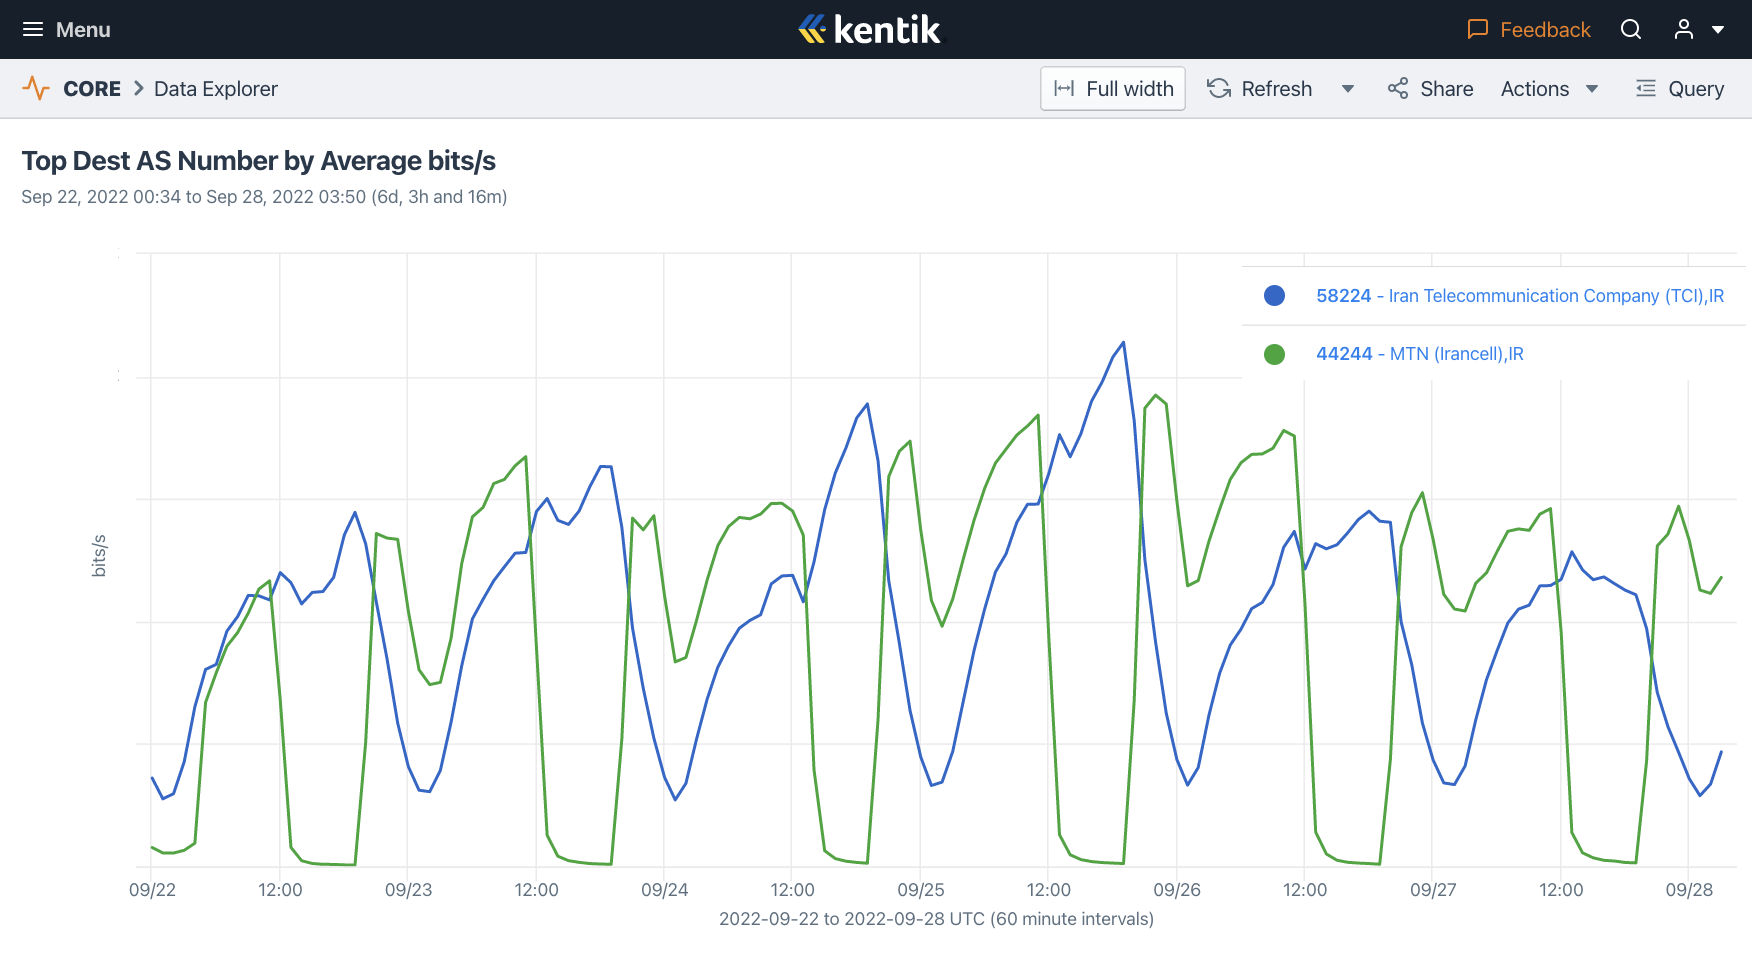 Menu
kentik
Feedback
CORE
Data Explorer
Full width
Refresh
Share
Actions
Query
Top Dest AS Number by Average bits/s
Sep 22, 2022 00:34 to Sep 28, 2022 03:50 (6d, 3h and 16m)
58224 - Iran Telecommunication Company (TCI),IR
44244 - MTN (Irancell),IR
bits/s
09/22
12:00
09/23
12:00
09/24
12:00
09/25
12:00
09/26
12:00
09/27
12:00
09/28
2022-09-22 to 2022-09-28 UTC (60 minute intervals)